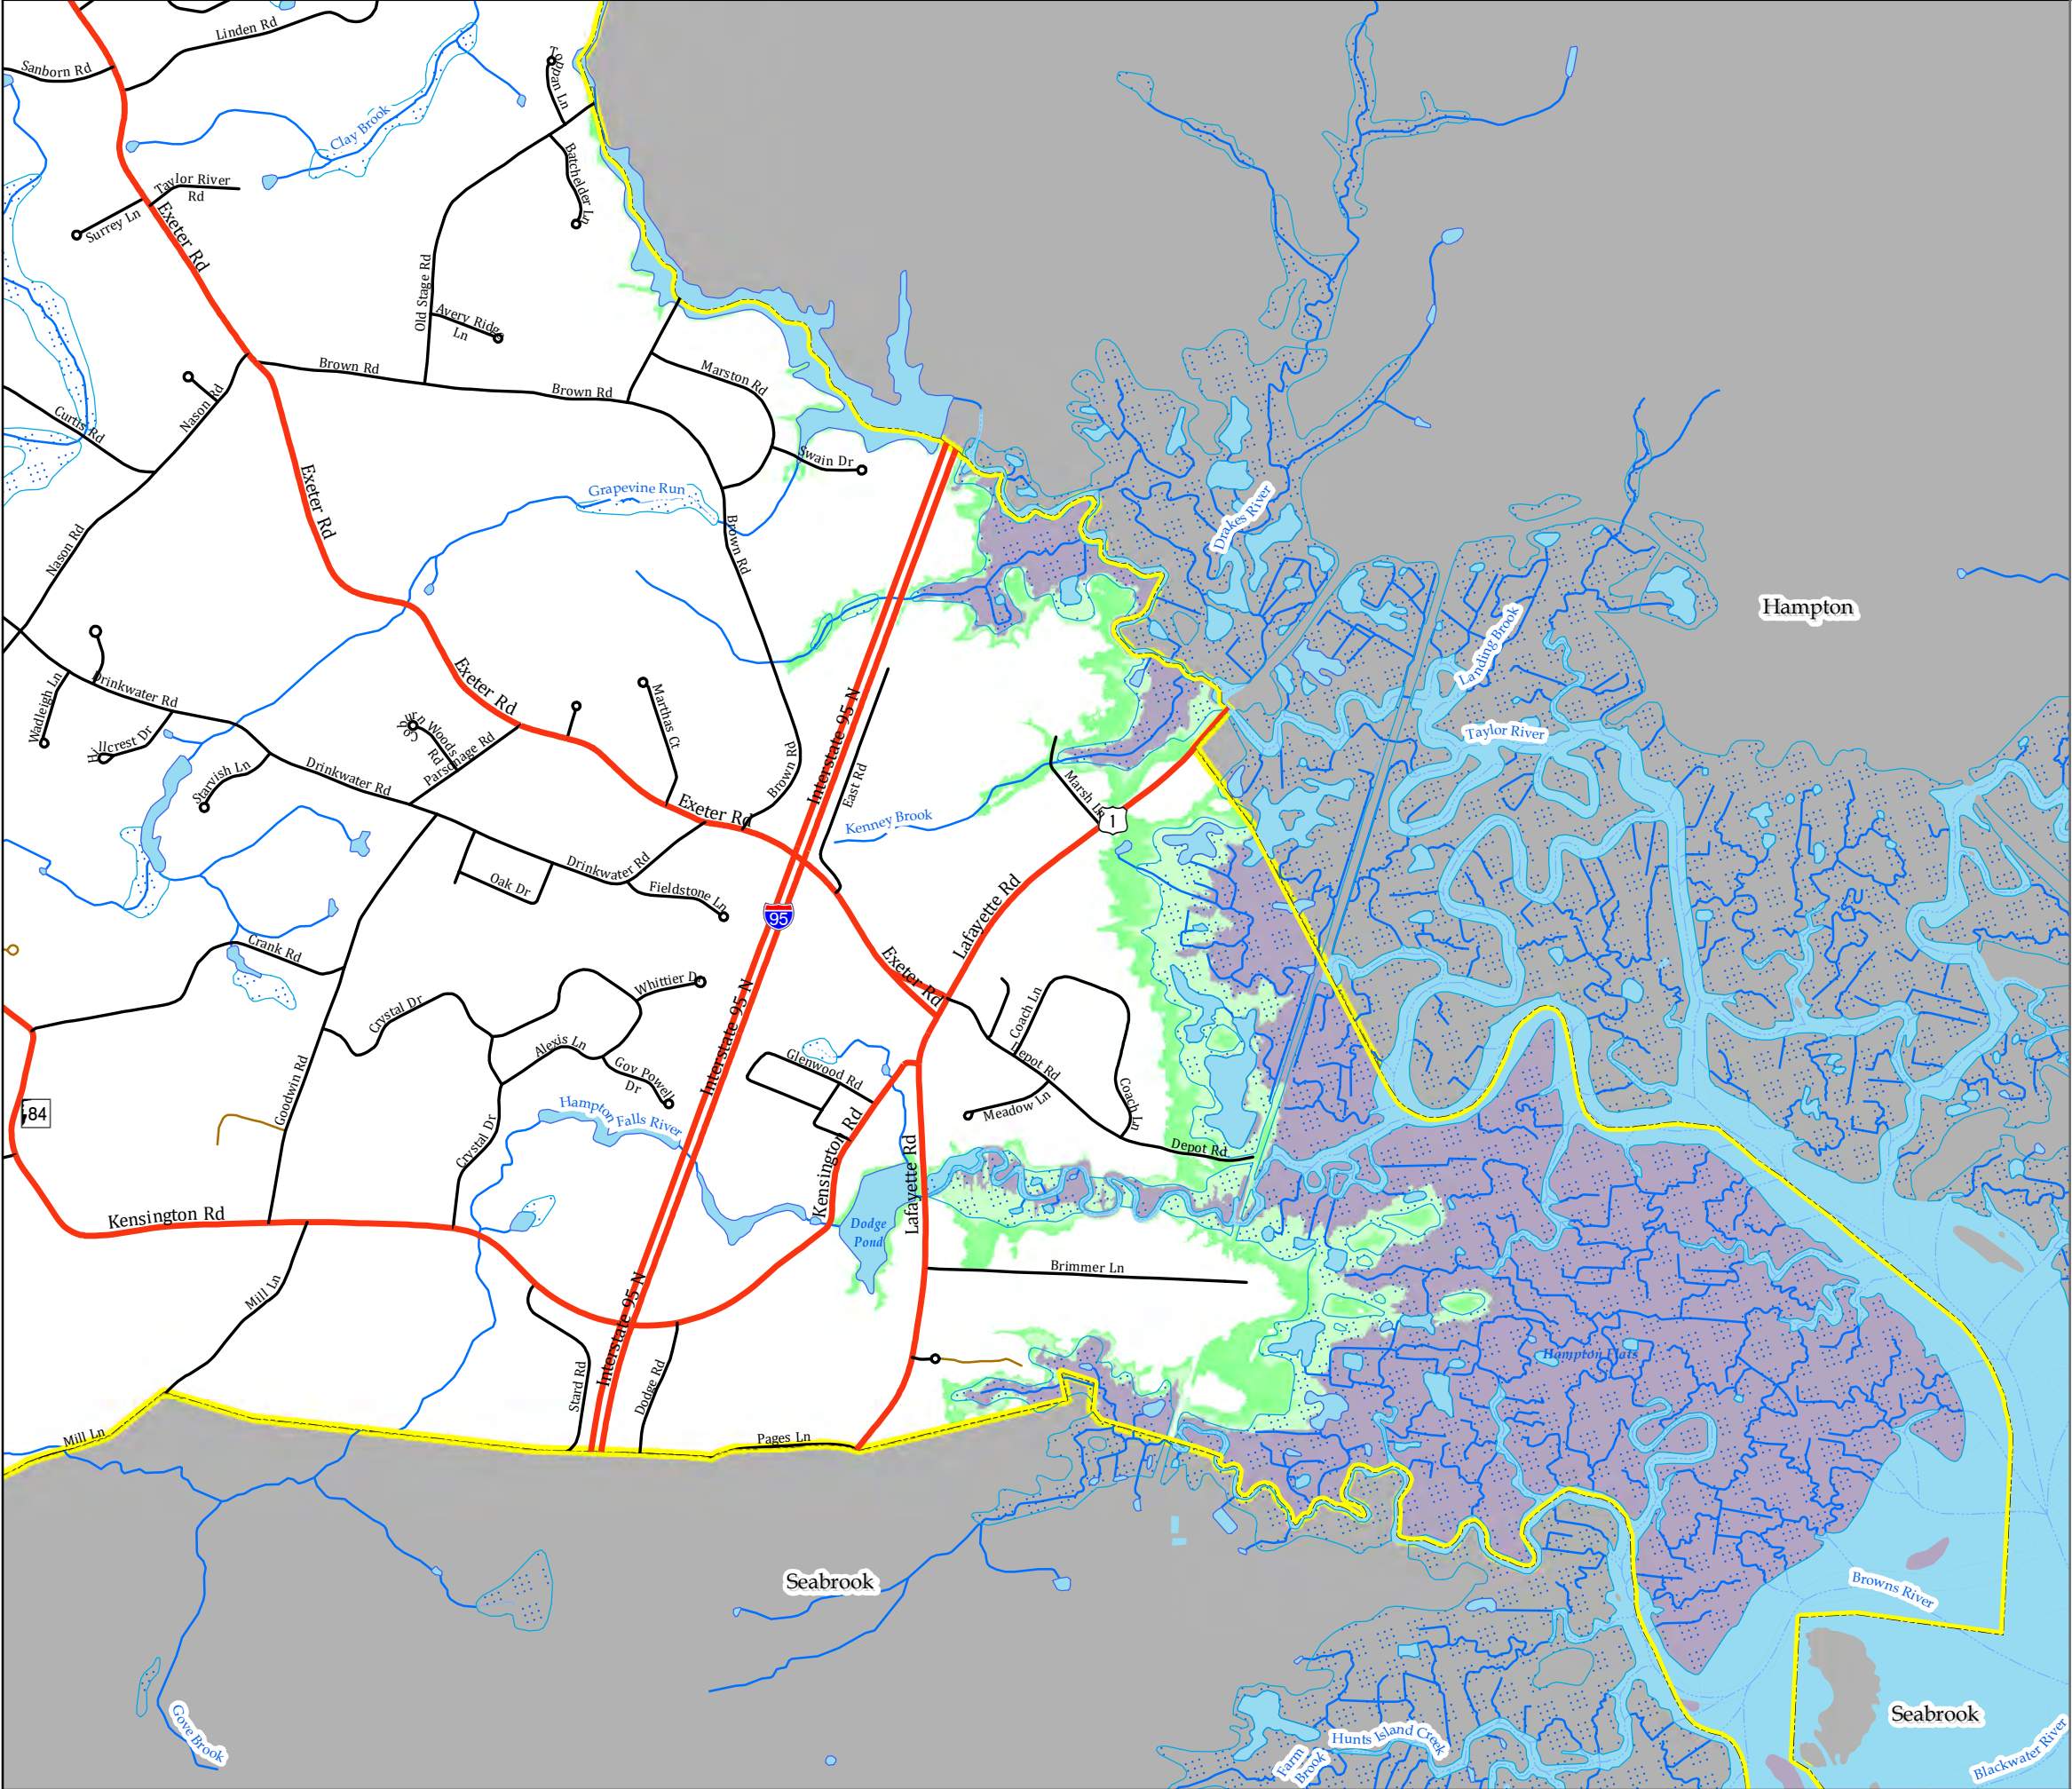 Linden Rd
Sanborn Rd
Toppan Ln
Clay Brook
Batchelder Ln
Taylor River
Rd
Surrey Ln
Exeter Rd
Old Stage Rd
Avery Ridge
Ln
Brown Rd
Brown Rd
Marston Rd
Nason Rd
Curtis Rd
Swain Dr
Grapevine Run
Exeter Rd
Nason Rd
Brown Rd
Drakes River
Hampton
Landing Brook
Taylor River
Exeter Rd
Drinkwater Rd
Wadleigh Ln
Hillcrest Dr
Marthas Ct
Interstate 95 N
Coburn Woods
Rd
Parsonage Rd
Starvish Ln
Drinkwater Rd
Brown Rd
East Rd
Marsh Ln
Exeter Rd
Kenney Brook
1
Drinkwater Rd
Oak Dr
Fieldstone Ln
95
Lafayette Rd
Crank Rd
Exeter Rd
Whittier Dr
Crystal Dr
Interstate 95 N
Coach Ln
Alexis Ln
Gov Powell
Dr
Glenwood Rd
Depot Rd
Goodwin Rd
84
Hampton Falls River
Meadow Ln
Coach Ln
Crystal Dr
Kensington Rd
Lafayette Rd
Depot Rd
Kensington Rd
Dodge
Pond
Brimmer Ln
Mill Ln
Interstate 95 N
Hampton Flats
Stard Rd
Dodge Rd
Mill Ln
Pages Ln
Seabrook
Browns River
Seabrook
Gove Brook
Hunts Island Creek
Farm
Brook
Blackwater River